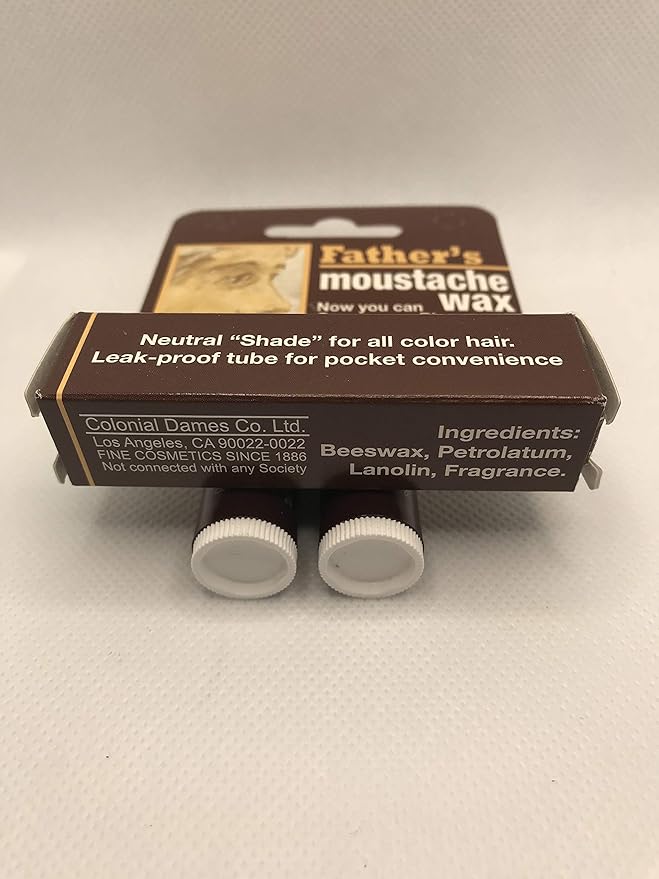 Father's
moustache
Now you can wax
Neutral "Shade" for all color hair.
Leak-proof tube for pocket convenience
Colonial Dames Co. Ltd.
Los Angeles, CA 90022-0022
FINE COSMETICS SINCE 1886
Not connected with any Society
Ingredients:
Beeswax, Petrolatum,
Lanolin, Fragrance.